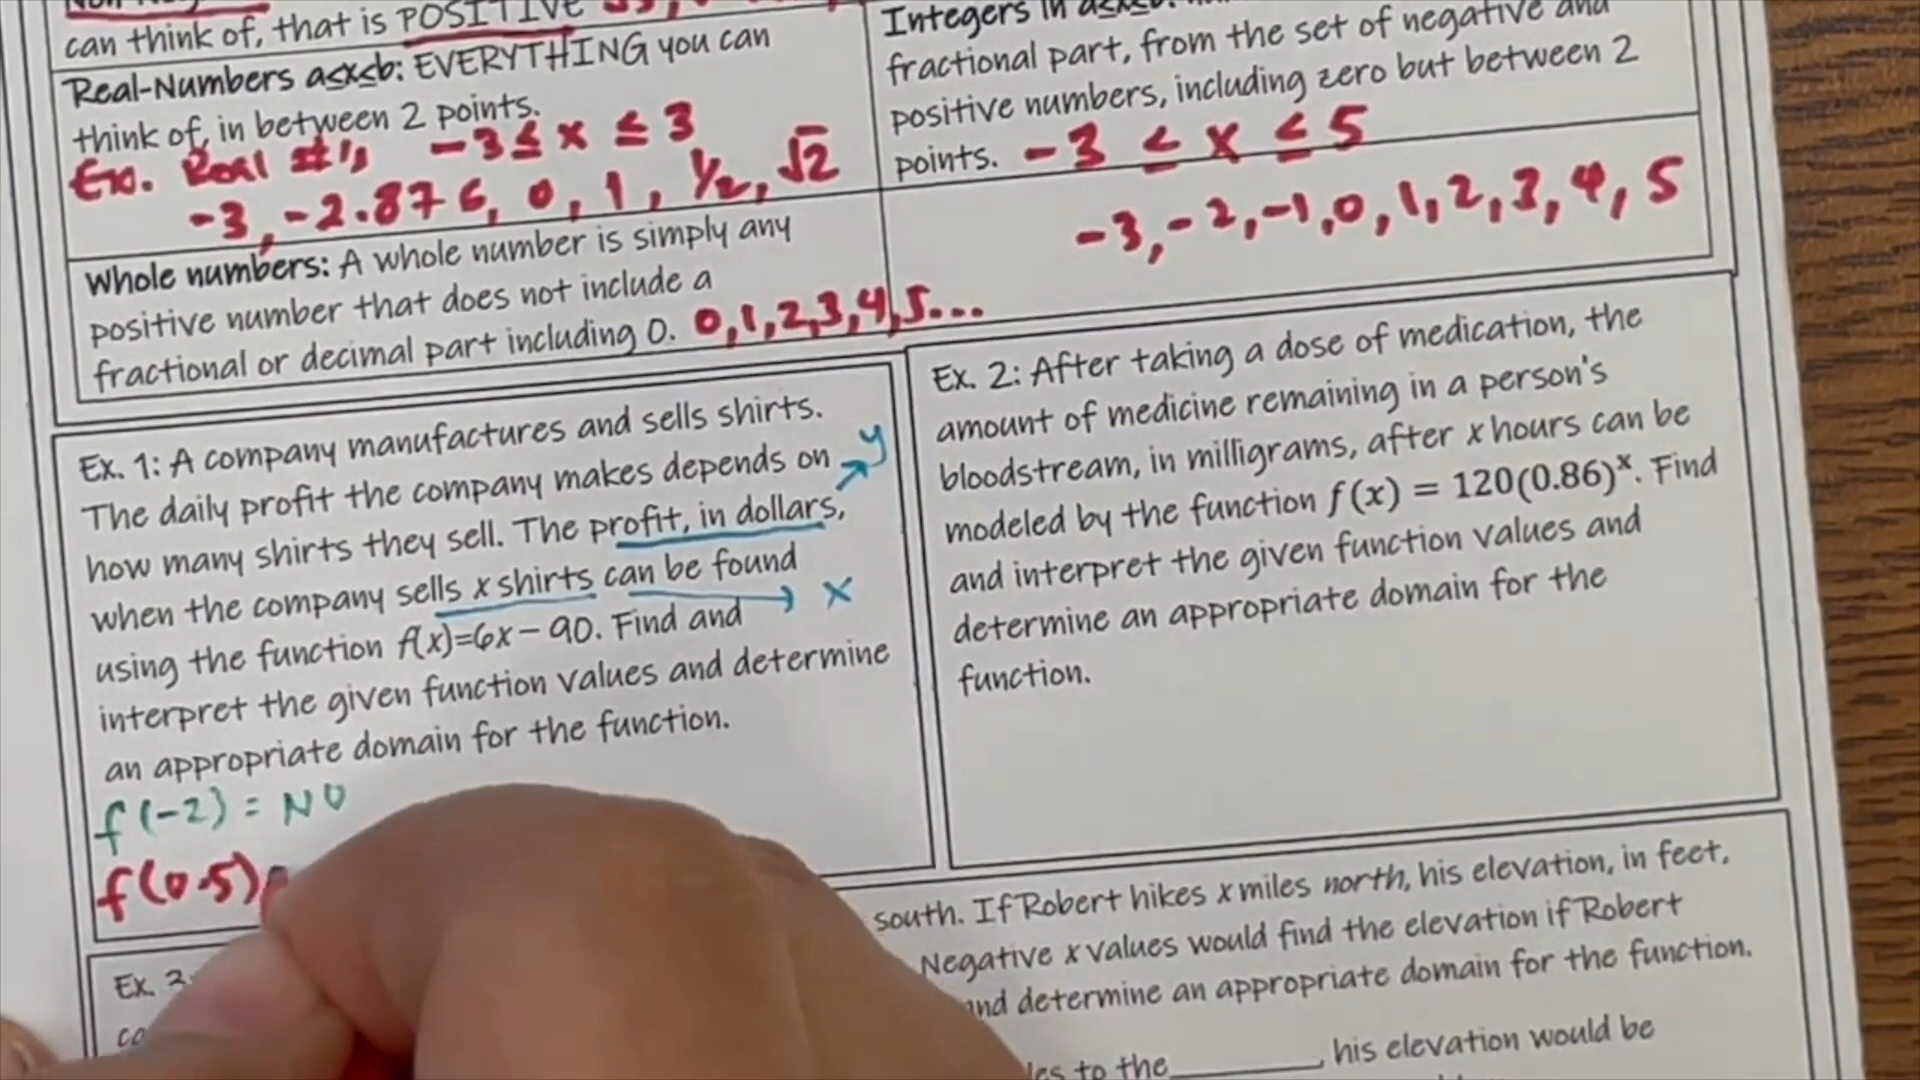 can think of, that is POSITIVE
Real-Numbers a≤x≤b: EVERYTHING you can
think of, in between 2 points.
Ex. Real #'s -3 ≤ x ≤ 3
-3, -2.876, 0, 1, 1/2, √2
Integers in a≤x≤b:
fractional part, from the set of negative and
positive numbers, including zero but between 2
points. -3 ≤ x ≤ 5
-3, -2, -1, 0, 1, 2, 3, 4, 5
Whole numbers: A whole number is simply any
positive number that does not include a
fractional or decimal part including 0. 0, 1, 2, 3, 4, 5...
Ex. 1: A company manufactures and sells shirts.
The daily profit the company makes depends on
y
how many shirts they sell. The profit, in dollars,
when the company sells x shirts can be found
x
using the function f(x)=6x – 90. Find and
interpret the given function values and determine
an appropriate domain for the function.
f(-2) = NO
f(0.5)
Ex. 2: After taking a dose of medication, the
amount of medicine remaining in a person's
bloodstream, in milligrams, after x hours can be
modeled by the function f(x) = 120(0.86)ˣ. Find
and interpret the given function values and
determine an appropriate domain for the
function.
Ex. 3:
south. If Robert hikes x miles north, his elevation, in feet,
Negative x values would find the elevation if Robert
and determine an appropriate domain for the function.
to the ________, his elevation would be